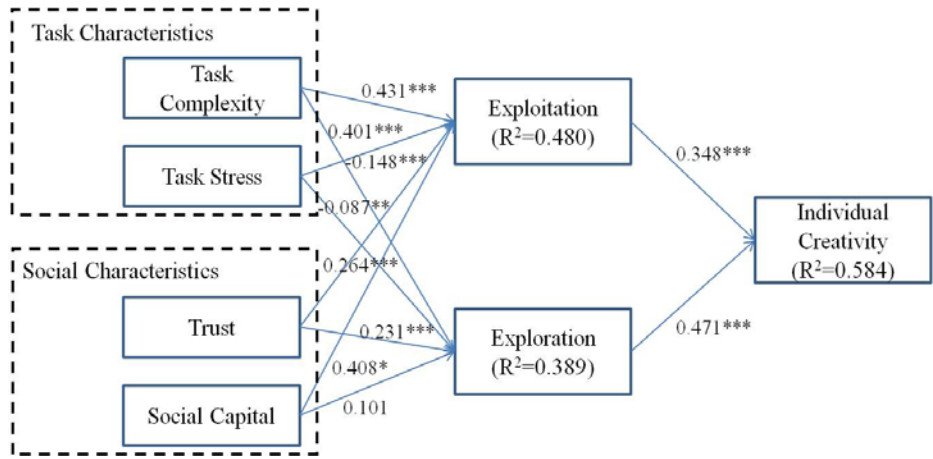 Task Characteristics
Task
Complexity
Task Stress
Social Characteristics
Trust
Social Capital
0.431***
0.401***
-0.148***
-0.087**
0.264***
0.231***
0.408*
0.101
Exploitation
(R²=0.480)
Exploration
(R²=0.389)
0.348***
0.471***
Individual
Creativity
(R²=0.584)